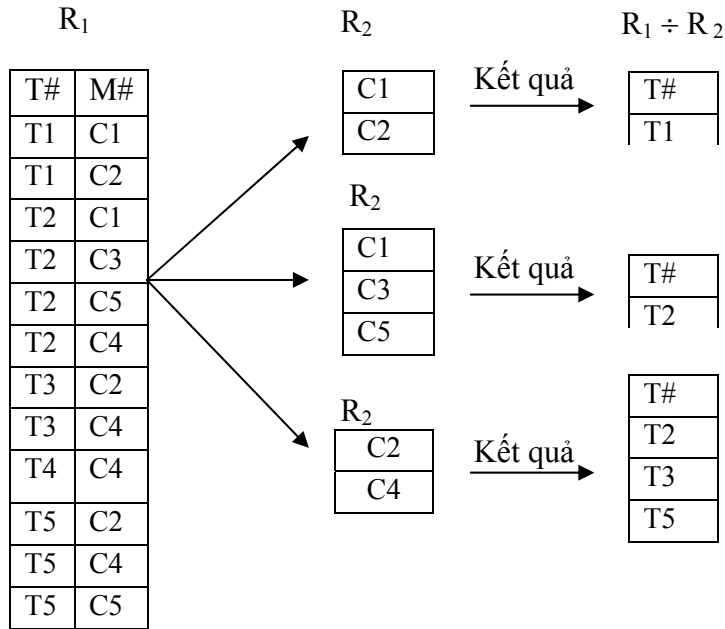 R₁ R₂ R₁ ÷ R ₂
T# M#
T1 C1
T1 C2
T2 C1
T2 C3
T2 C5
T2 C4
T3 C2
T3 C4
T4 C4
T5 C2
T5 C4
T5 C5
C1
C2
Kết quả
T#
T1
R₂
C1
C3
C5
Kết quả
T#
T2
R₂
C2
C4
Kết quả
T#
T2
T3
T5